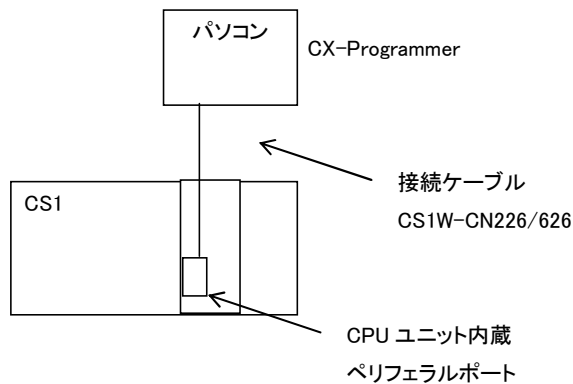 パソコン
CX-Programmer
接続ケーブル
CS1W-CN226/626
CS1
CPU ユニット内蔵
ペリフェラルポート